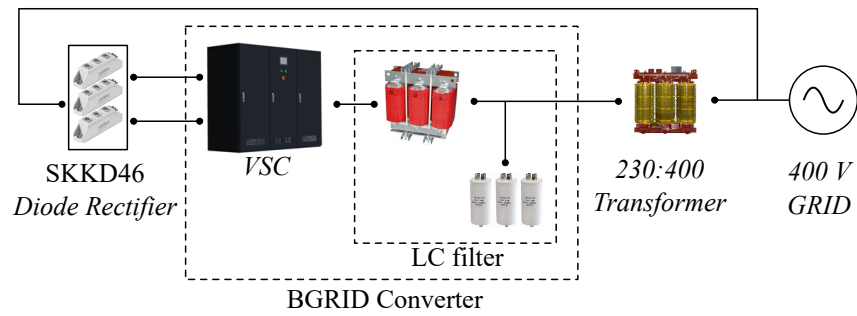 SKKD46
Diode Rectifier
VSC
LC filter
BGRID Converter
230:400
Transformer
400 V
GRID